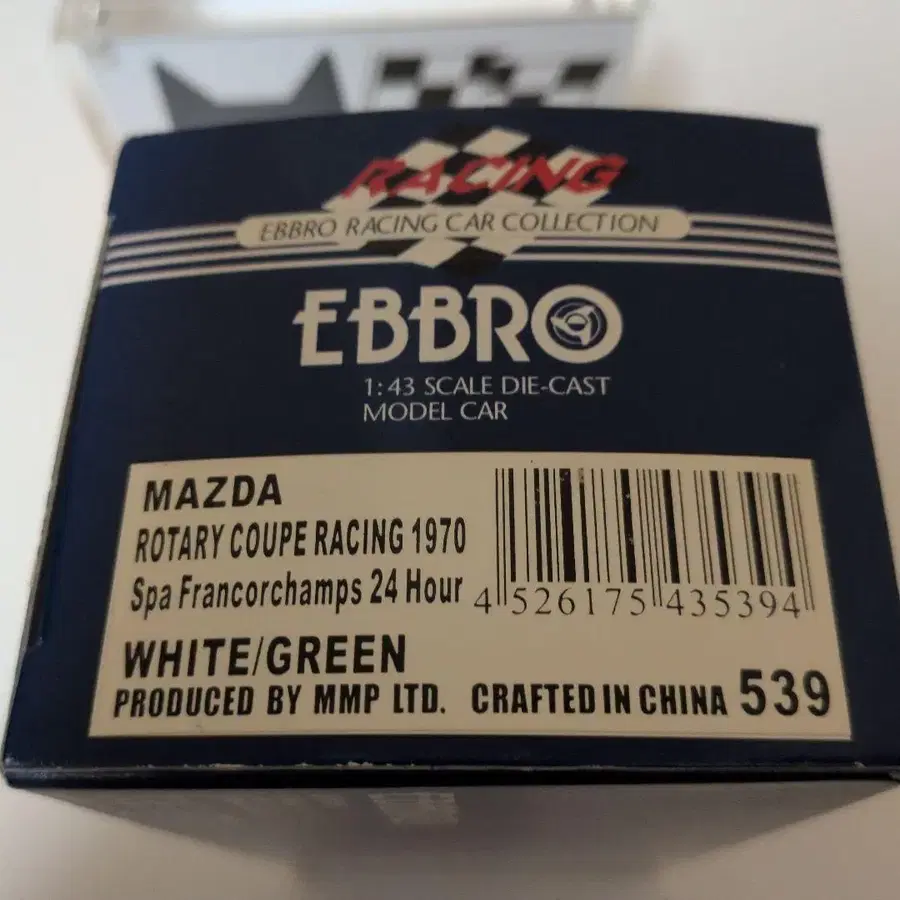 RACING
EBBRO RACING CAR COLLECTION
EBBRO
1:43 SCALE DIE-CAST
MODEL CAR
MAZDA
ROTARY COUPE RACING 1970
Spa Francorchamps 24 Hour
4 526175 435394
WHITE/GREEN
PRODUCED BY MMP LTD. CRAFTED IN CHINA 539